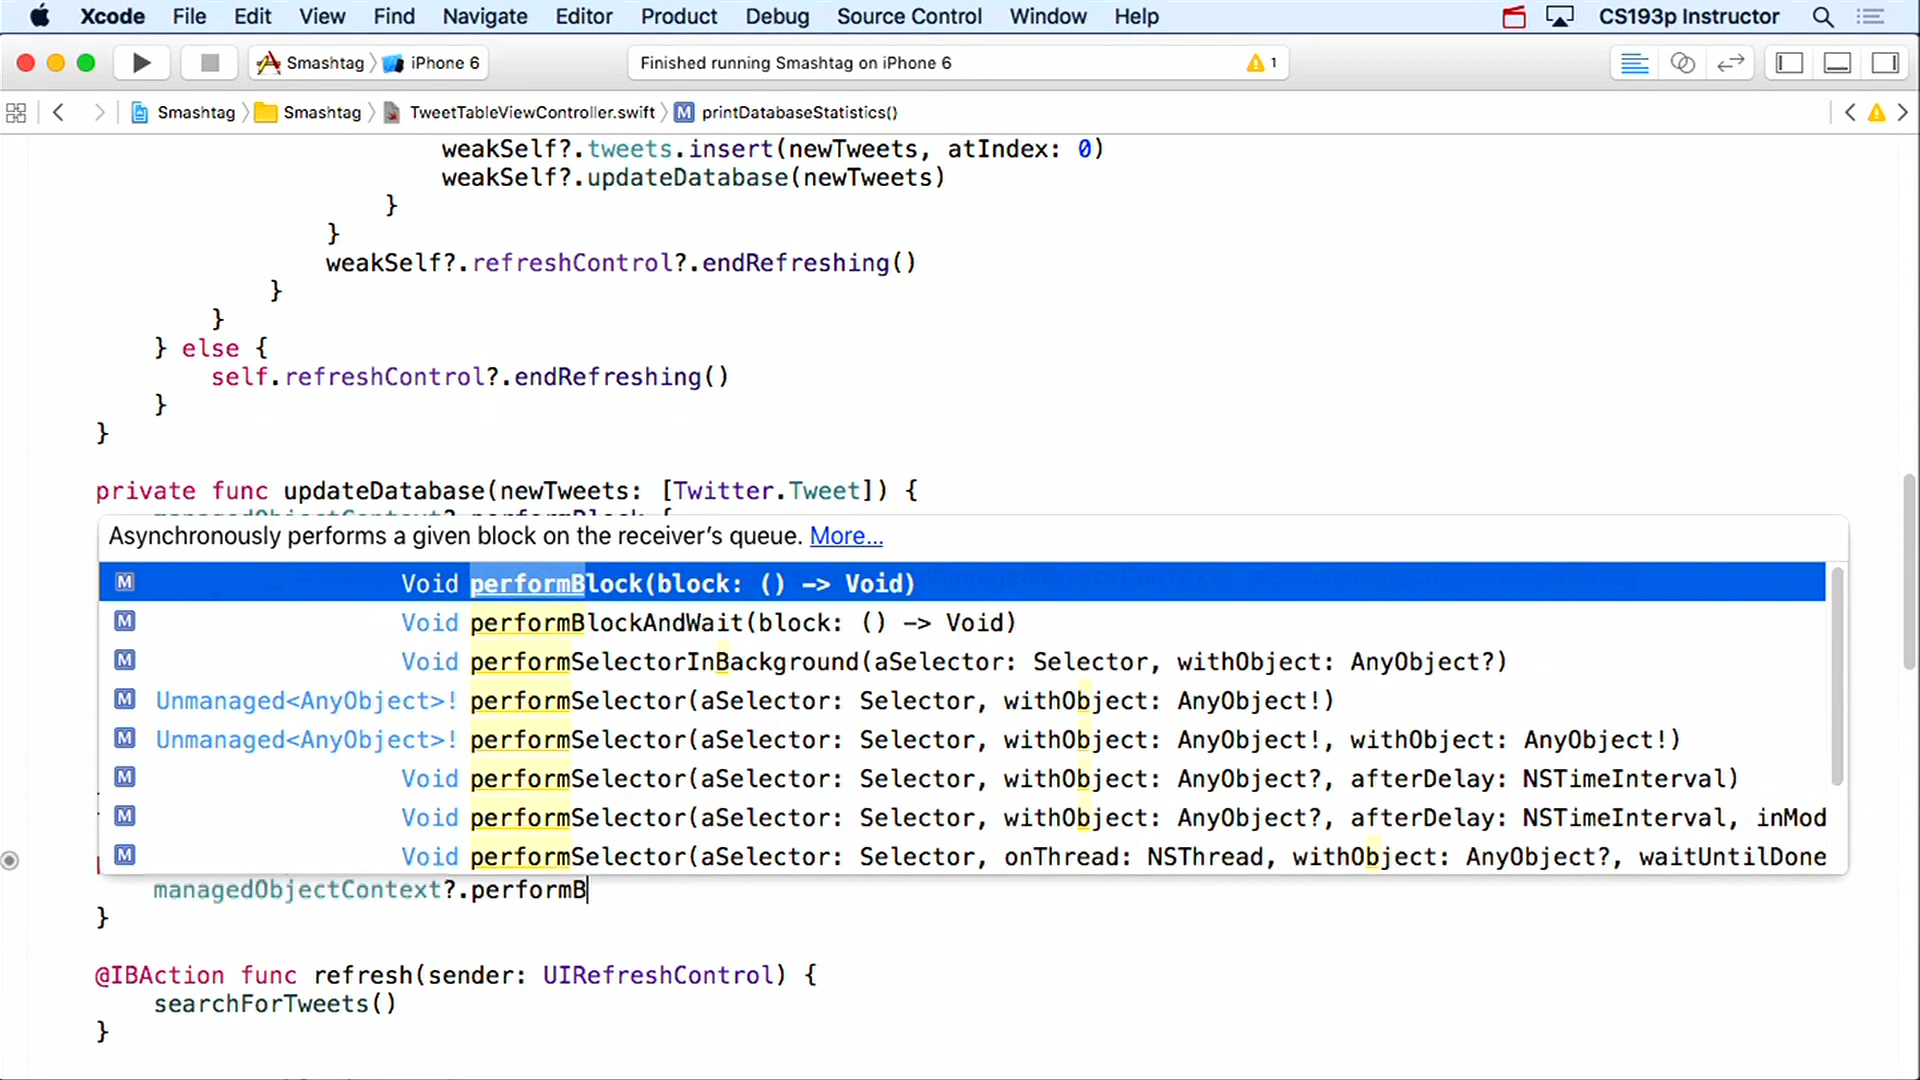 Xcode File Edit View Find Navigate Editor Product Debug Source Control Window Help CS193p Instructor
Smashtag iPhone 6 Finished running Smashtag on iPhone 6 1
Smashtag Smashtag TweetTableViewController.swift M printDatabaseStatistics()
weakSelf?.tweets.insert(newTweets, atIndex: 0)
weakSelf?.updateDatabase(newTweets)
}
}
weakSelf?.refreshControl?.endRefreshing()
}
}
} else {
self.refreshControl?.endRefreshing()
}
}
private func updateDatabase(newTweets: [Twitter.Tweet]) {
managedObjectContext?.performBlock {
Asynchronously performs a given block on the receiver’s queue. More...
M Void performBlock(block: () -> Void)
M Void performBlockAndWait(block: () -> Void)
M Void performSelectorInBackground(aSelector: Selector, withObject: AnyObject?)
M Unmanaged<AnyObject>! performSelector(aSelector: Selector, withObject: AnyObject!)
M Unmanaged<AnyObject>! performSelector(aSelector: Selector, withObject: AnyObject!, withObject: AnyObject!)
M Void performSelector(aSelector: Selector, withObject: AnyObject?, afterDelay: NSTimeInterval)
M Void performSelector(aSelector: Selector, withObject: AnyObject?, afterDelay: NSTimeInterval, inMod
M Void performSelector(aSelector: Selector, onThread: NSThread, withObject: AnyObject?, waitUntilDone
managedObjectContext?.performB
}
@IBAction func refresh(sender: UIRefreshControl) {
searchForTweets()
}